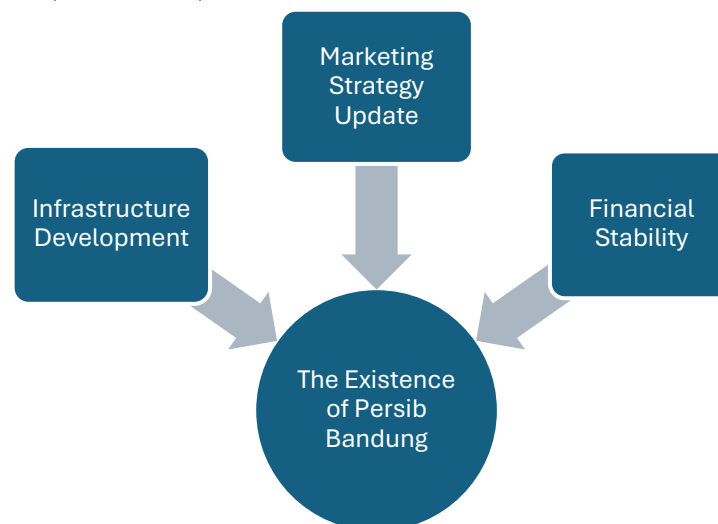 Marketing
Strategy
Update
Infrastructure
Development
Financial
Stability
The Existence
of Persib
Bandung